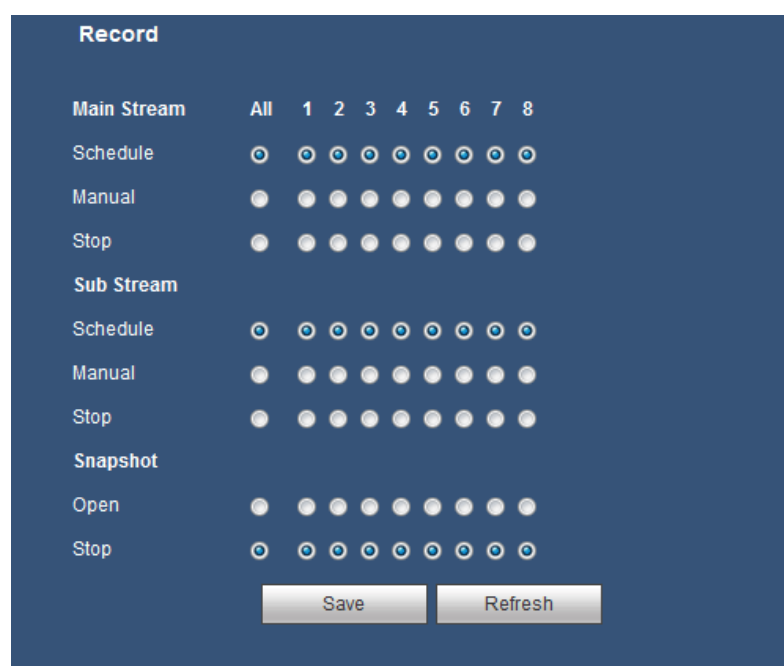 Record
Main Stream All 1 2 3 4 5 6 7 8
Schedule
Manual
Stop
Sub Stream
Schedule
Manual
Stop
Snapshot
Open
Stop
Save Refresh